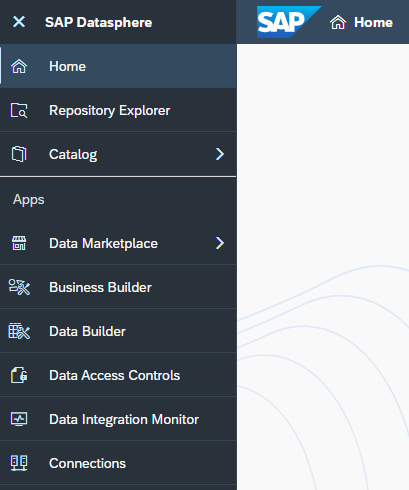 SAP Datasphere
SAP
Home
Home
Repository Explorer
Catalog
Apps
Data Marketplace
Business Builder
Data Builder
Data Access Controls
Data Integration Monitor
Connections